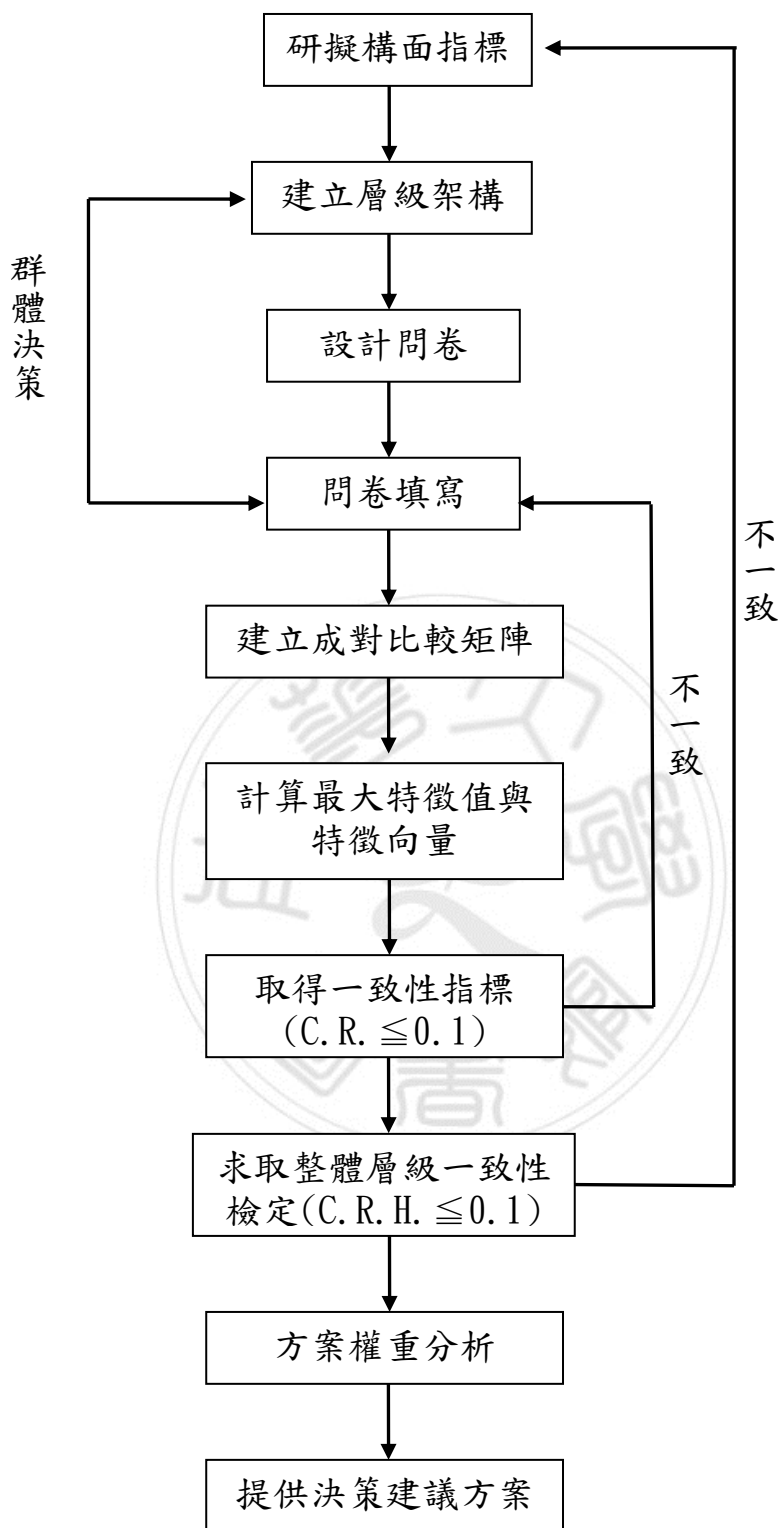 研擬構面指標
建立層級架構
群體決策
設計問卷
問卷填寫
不一致
建立成對比較矩陣
不一致
計算最大特徵值與
特徵向量
取得一致性指標
(C.R.≦0.1)
求取整體層級一致性
檢定(C.R.H.≦0.1)
方案權重分析
提供決策建議方案